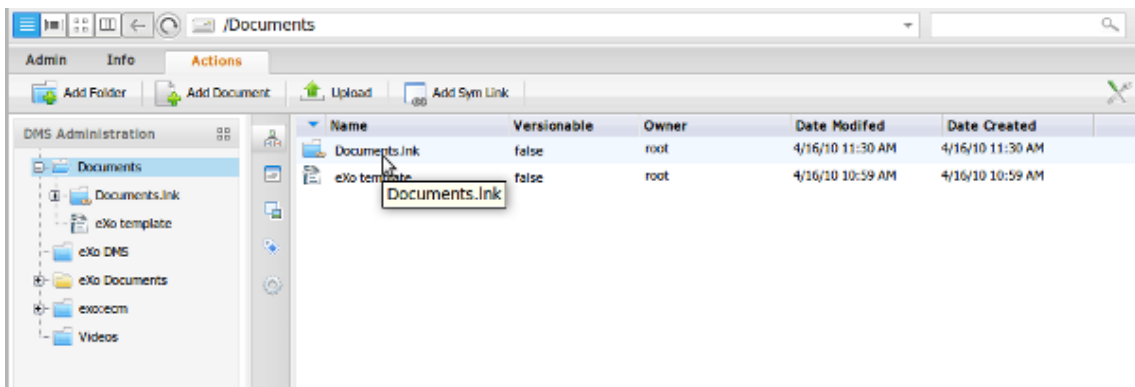 /Documents
Admin Info Actions
Add Folder Add Document Upload Add Sym Link
DMS Administration
Documents
Documents.lnk
eXo template
eXo DMS
eXo Documents
exo:ecm
Videos
Name Versionable Owner Date Modifed Date Created
Documents.lnk false root 4/16/10 11:30 AM 4/16/10 11:30 AM
eXo template false root 4/16/10 10:59 AM 4/16/10 10:59 AM
Documents.lnk